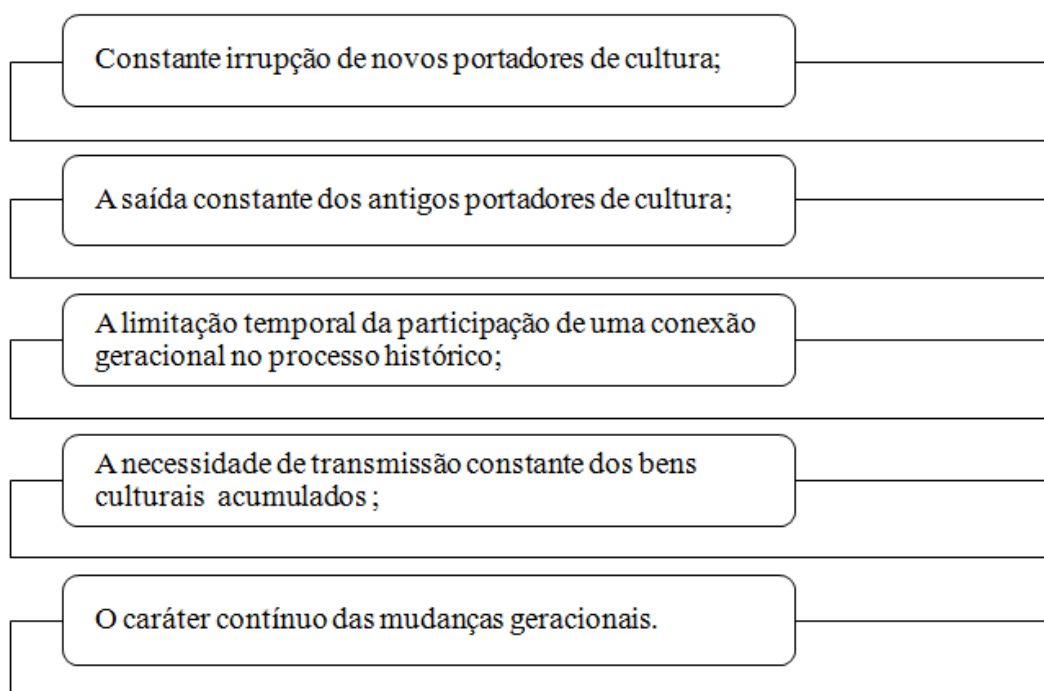 Constante irrupção de novos portadores de cultura;
A saída constante dos antigos portadores de cultura;
A limitação temporal da participação de uma conexão
geracional no processo histórico;
A necessidade de transmissão constante dos bens
culturais acumulados ;
O caráter contínuo das mudanças geracionais.